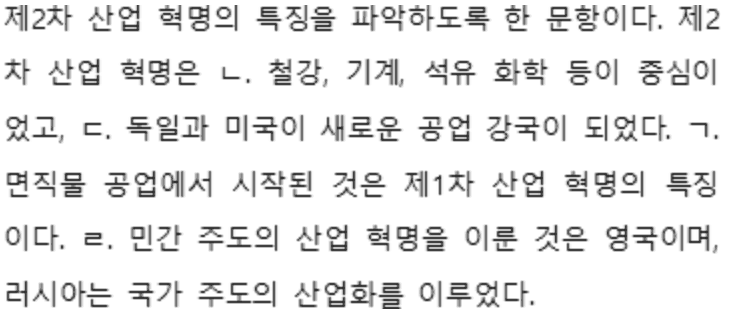 제2차 산업 혁명의 특징을 파악하도록 한 문항이다. 제2
차 산업 혁명은 ㄴ. 철강, 기계, 석유 화학 등이 중심이
었고, ㄷ. 독일과 미국이 새로운 공업 강국이 되었다. ㄱ.
면직물 공업에서 시작된 것은 제1차 산업 혁명의 특징
이다. ㄹ. 민간 주도의 산업 혁명을 이룬 것은 영국이며,
러시아는 국가 주도의 산업화를 이루었다.